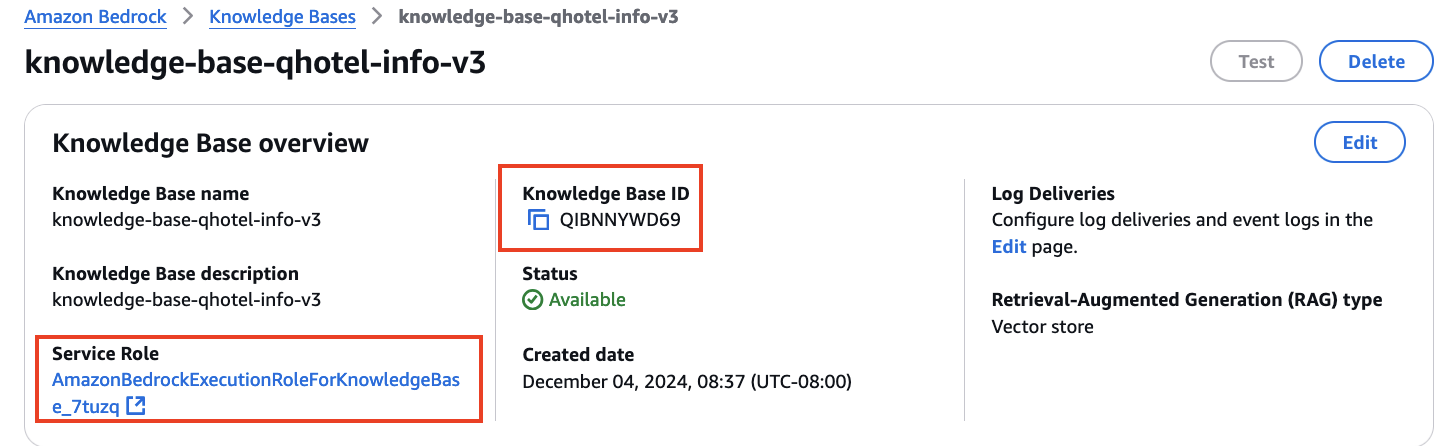 Amazon Bedrock > Knowledge Bases > knowledge-base-qhotel-info-v3
knowledge-base-qhotel-info-v3
Test
Delete
Knowledge Base overview
Edit
Knowledge Base name
knowledge-base-qhotel-info-v3
Knowledge Base description
knowledge-base-qhotel-info-v3
Service Role
AmazonBedrockExecutionRoleForKnowledgeBas
e_7tuzq
Knowledge Base ID
QIBNNYWD69
Status
Available
Created date
December 04, 2024, 08:37 (UTC-08:00)
Log Deliveries
Configure log deliveries and event logs in the
Edit page.
Retrieval-Augmented Generation (RAG) type
Vector store